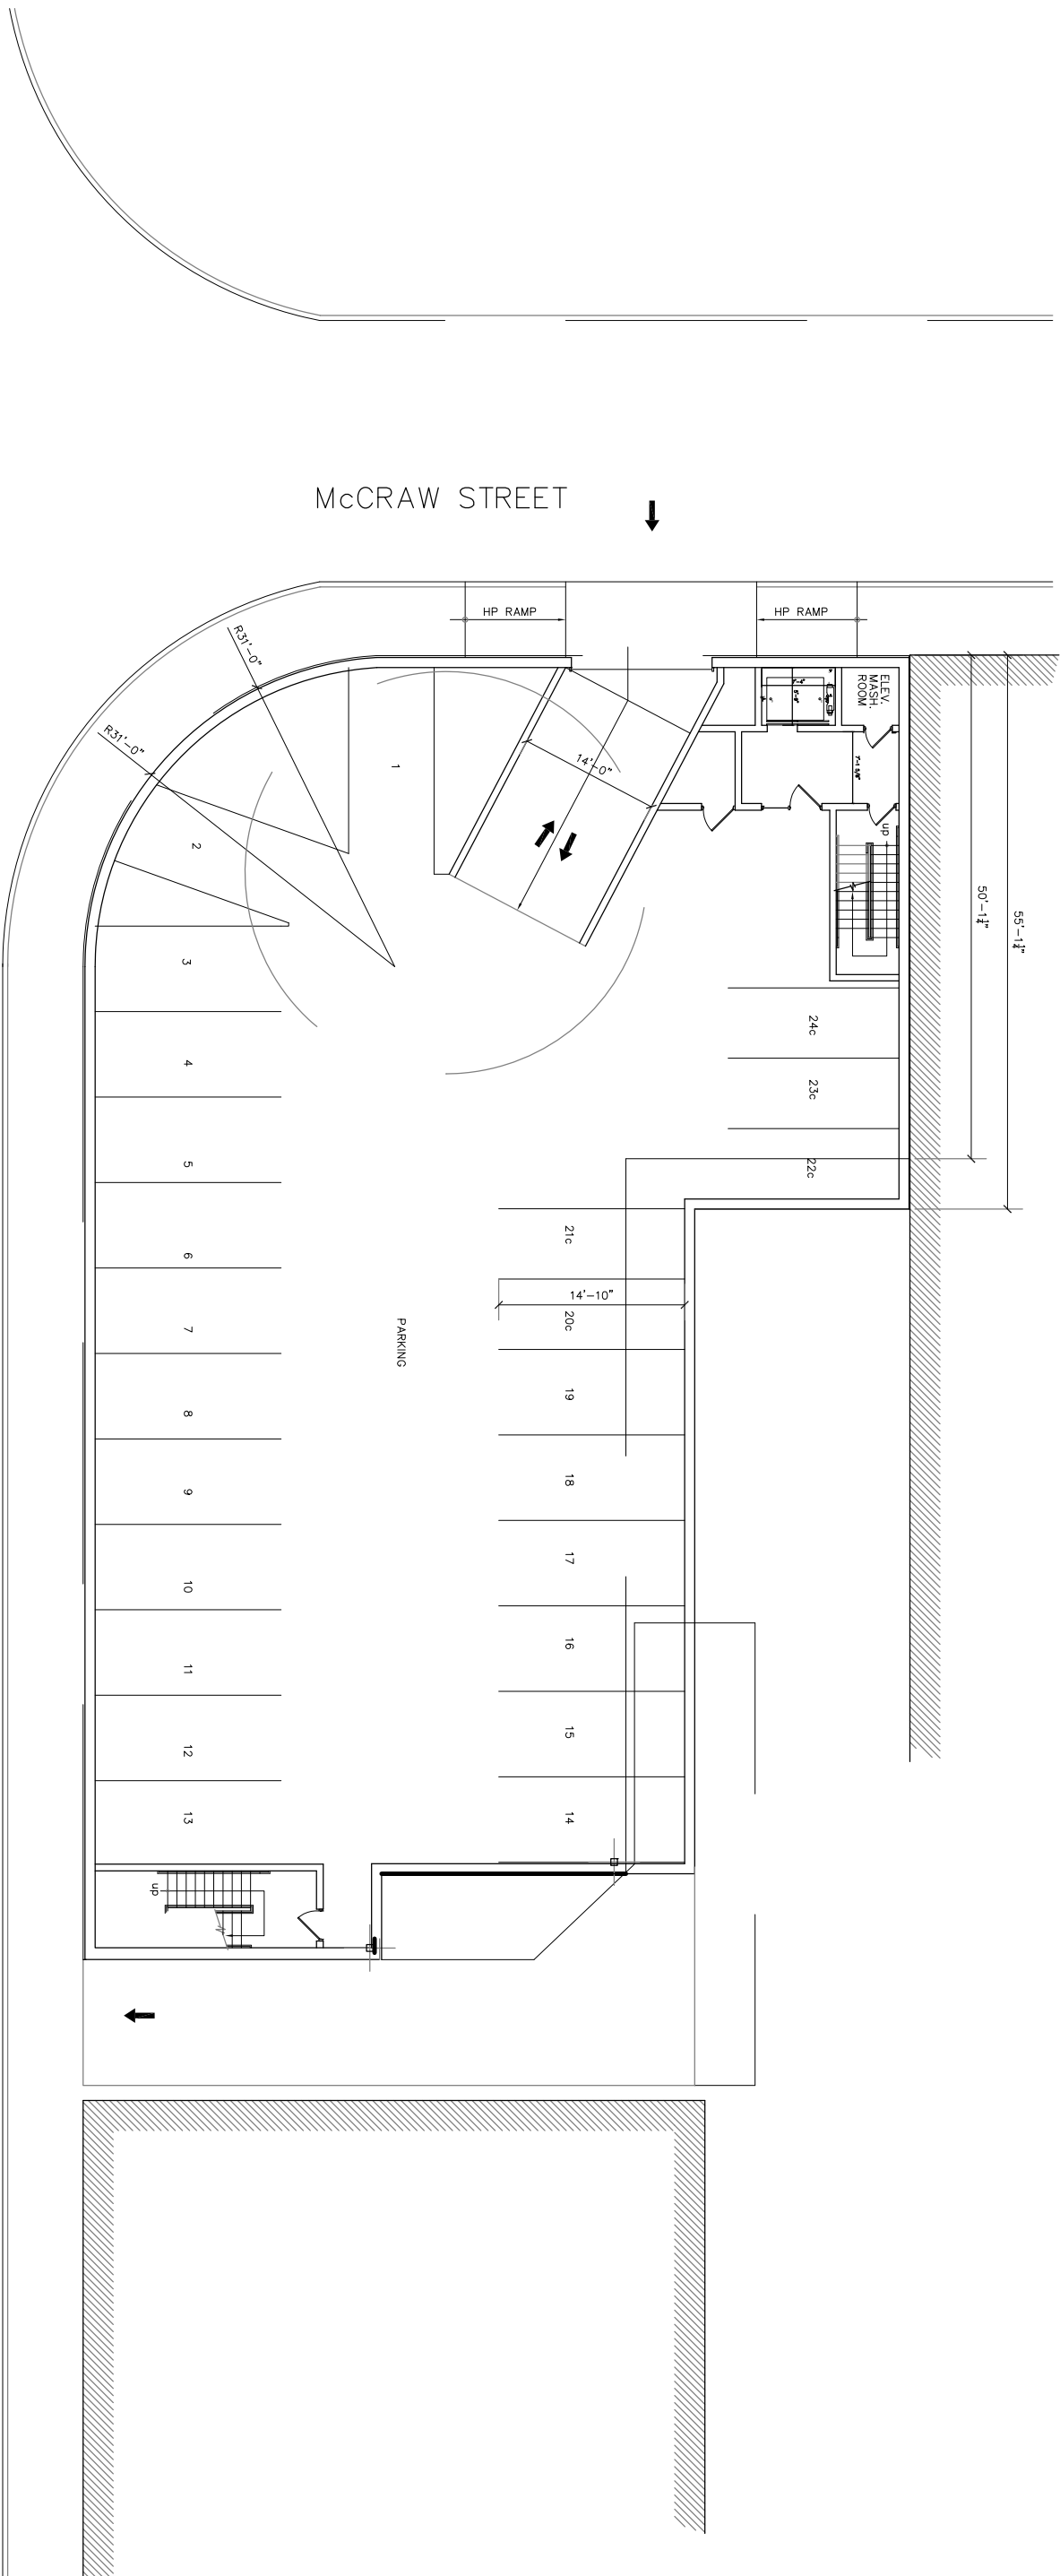 McCRAW STREET
HP RAMP
HP RAMP
R31'-0"
R31'-0"
ELEV.
MASH.
ROOM
14'-0"
1
2
up
50'-1½"
55'-1½"
3
24c
4
23c
5
22c
21c
6
14'-10"
20c
7
PARKING
19
8
18
9
17
10
16
11
15
12
14
13
up